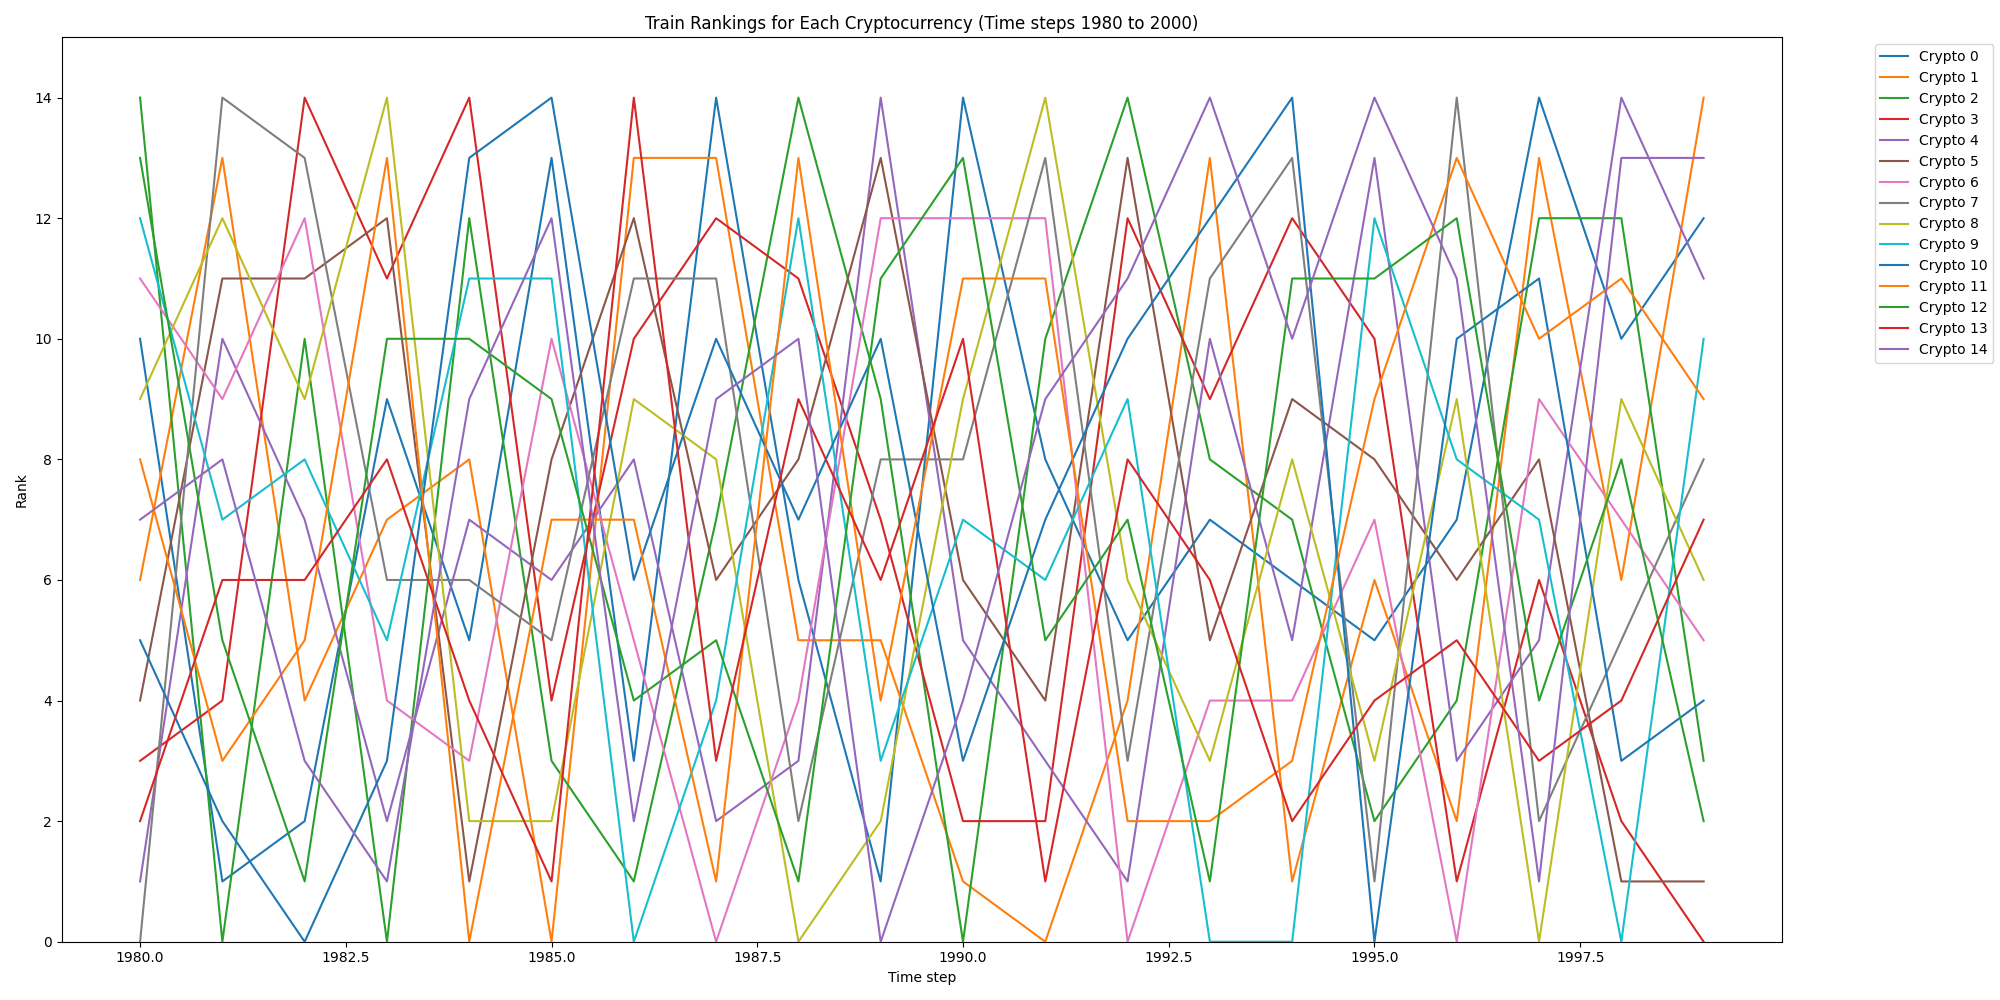 Train Rankings for Each Cryptocurrency (Time steps 1980 to 2000)
Rank
14
12
10
8
6
4
2
0
1980.0 1982.5 1985.0 1987.5 1990.0 1992.5 1995.0 1997.5
Time step
Crypto 0
Crypto 1
Crypto 2
Crypto 3
Crypto 4
Crypto 5
Crypto 6
Crypto 7
Crypto 8
Crypto 9
Crypto 10
Crypto 11
Crypto 12
Crypto 13
Crypto 14